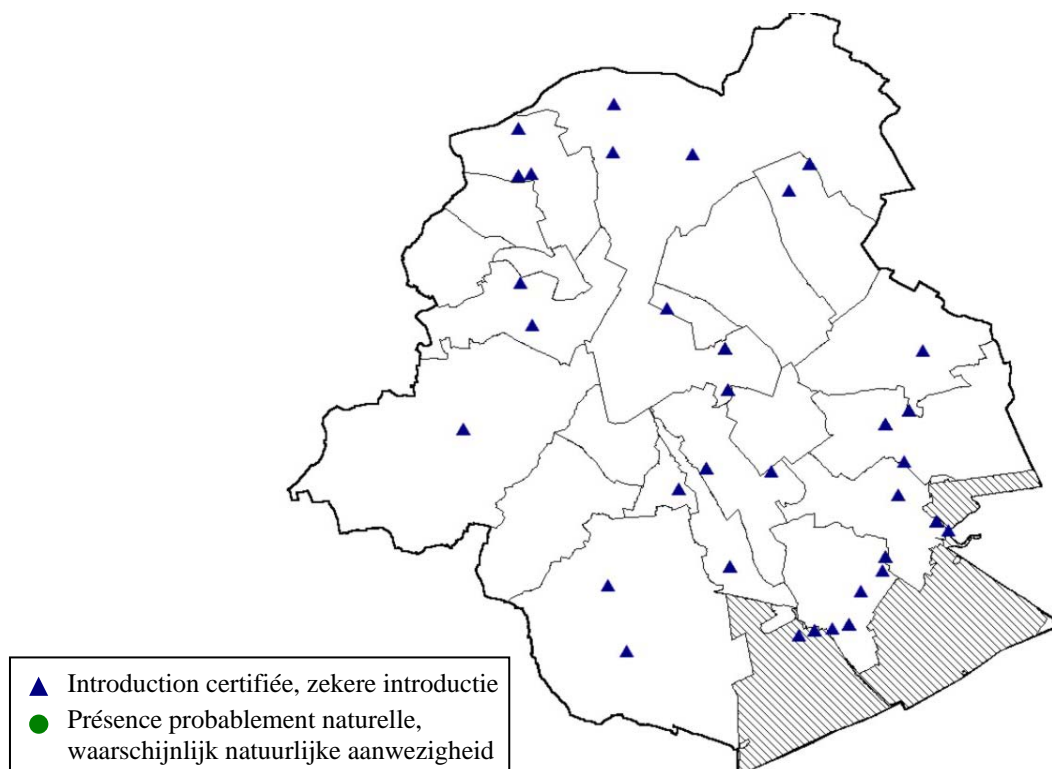 Introduction certifiée, zekere introductie
Présence probablement naturelle,
waarschijnlijk natuurlijke aanwezigheid